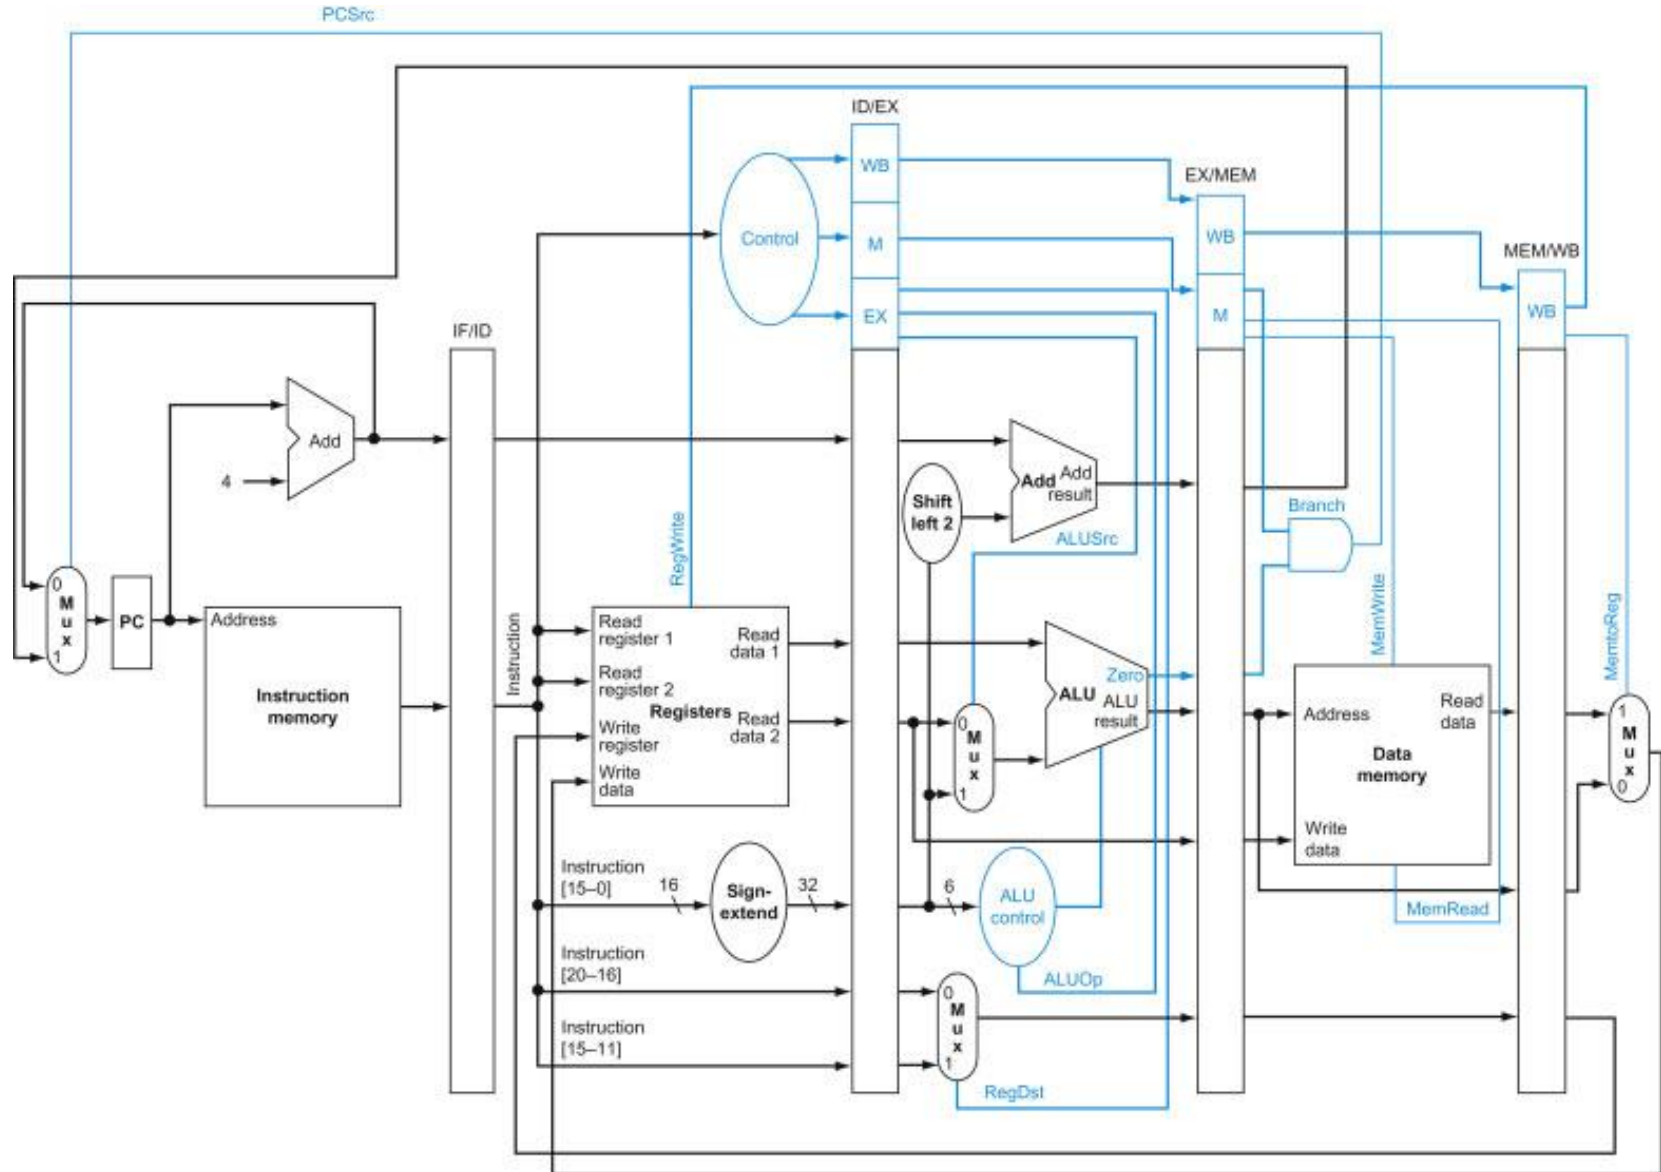 PCSrc
ID/EX
WB
EX/MEM
Control
M
WB
MEM/WB
EX
M
WB
IF/ID
Add
4
Add Add
result
Shift
left 2
Branch
RegWrite
ALUSrc
MemWrite
MemtoReg
0
M
u
x
1
PC
Address
Instruction
memory
Instruction
Read
register 1
Read
data 1
Read
register 2
Registers
Read
data 2
Write
register
Write
data
0
M
u
x
1
Zero
ALU
ALU
result
Address
Read
data
Data
memory
Write
data
1
M
u
x
0
Instruction
[15–0]
16
Sign-
extend
32
6
ALU
control
MemRead
Instruction
[20–16]
ALUOp
0
M
u
x
1
Instruction
[15–11]
RegDst